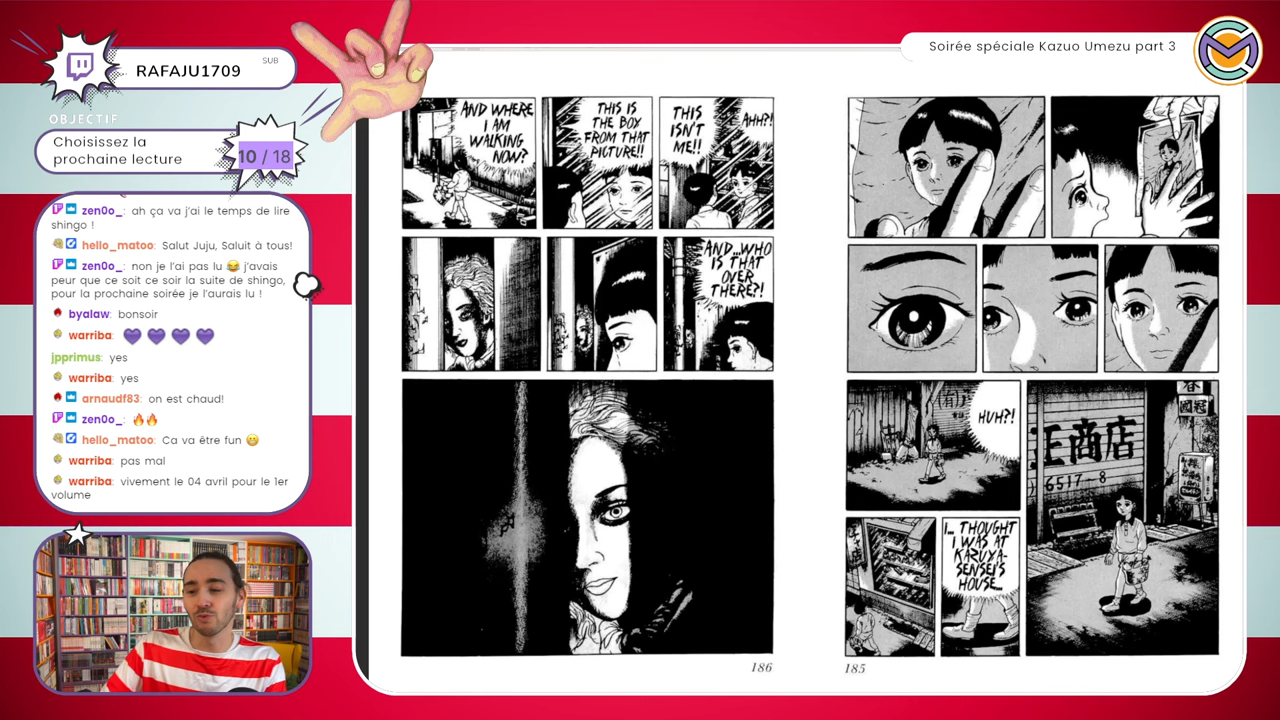 RAFAJU1709
SUB
OBJECTIF
Choisissez la
prochaine lecture
10 / 18
Soirée spéciale Kazuo Umezu part 3
zen0o_: ah ça va j'ai le temps de lire
shingo !
hello_matoo: Salut Juju, Saluit à tous!
zen0o_: non je l'ai pas lu 😂 j'avais
peur que ce soit ce soir la suite de shingo,
pour la prochaine soirée je l'aurais lu !
byalaw: bonsoir
warriba: 💜 💜 💜 💜
jpprimus: yes
warriba: yes
arnaudf83: on est chaud!
zen0o_: 🔥🔥
hello_matoo: Ca va être fun 😁
warriba: pas mal
warriba: vivement le 04 avril pour le 1er
volume
AND WHERE
I AM
WALKING
NOW?
THIS IS
THE BOY
FROM THAT
PICTURE!!
THIS
ISN'T
ME!!
AHH?!
AND...WHO
IS THAT
OVER
THERE?!
186
HUH?!
王商店
6517-8
I... THOUGHT
I WAS AT
KAZUYA-
SENSEI'S
HOUSE...
185